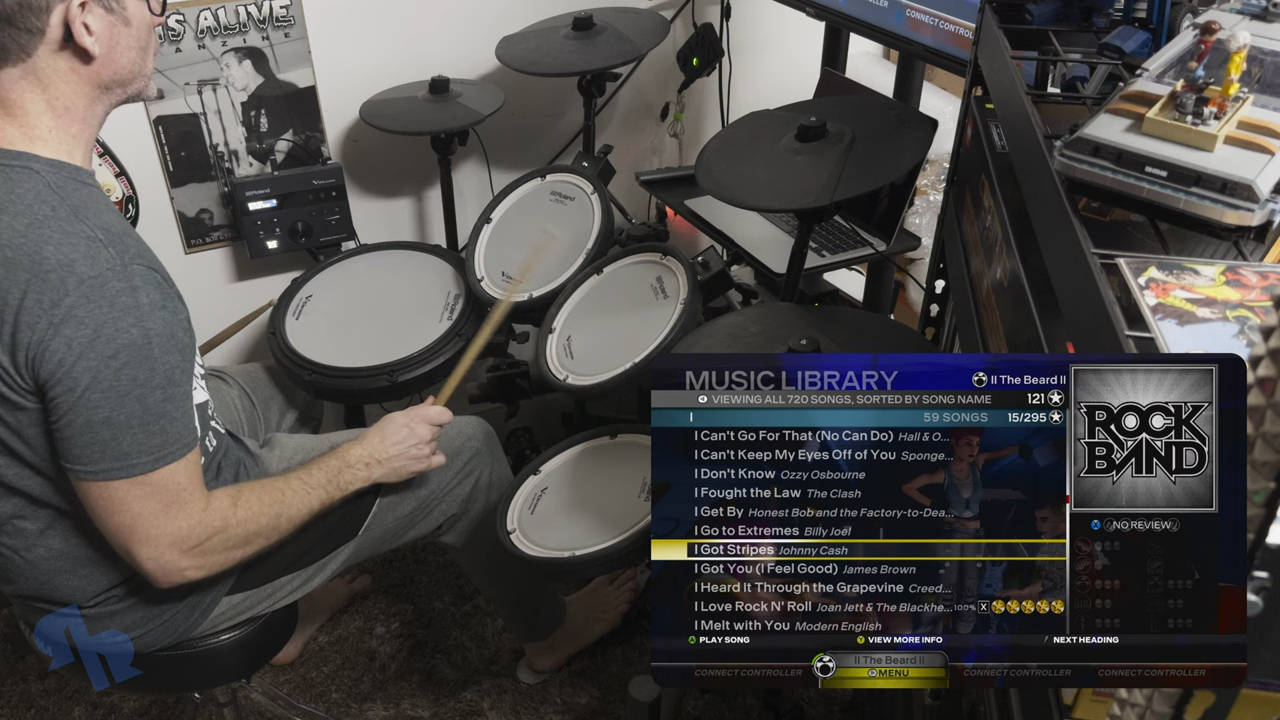 IS ALIVE
ANZINE
P.O. BOX
Roland
CONNECT CONTROL
Roland
Roland
Roland
V-Drums
MUSIC LIBRARY
II The Beard II
VIEWING ALL 720 SONGS, SORTED BY SONG NAME
121
I
59 SONGS 15/295
I Can't Go For That (No Can Do) Hall & O...
I Can't Keep My Eyes Off of You Sponge...
I Don't Know Ozzy Osbourne
I Fought the Law The Clash
I Get By Honest Bob and the Factory-to-Dea...
I Go to Extremes Billy Joel
I Got Stripes Johnny Cash
I Got You (I Feel Good) James Brown
I Heard It Through the Grapevine Creed...
I Love Rock N' Roll Joan Jett & The Blackhe... 100% X
I Melt with You Modern English
A PLAY SONG Y VIEW MORE INFO NEXT HEADING
ROCK BAND
X NO REVIEW
II The Beard II
CONNECT CONTROLLER MENU CONNECT CONTROLLER CONNECT CONTROLLER